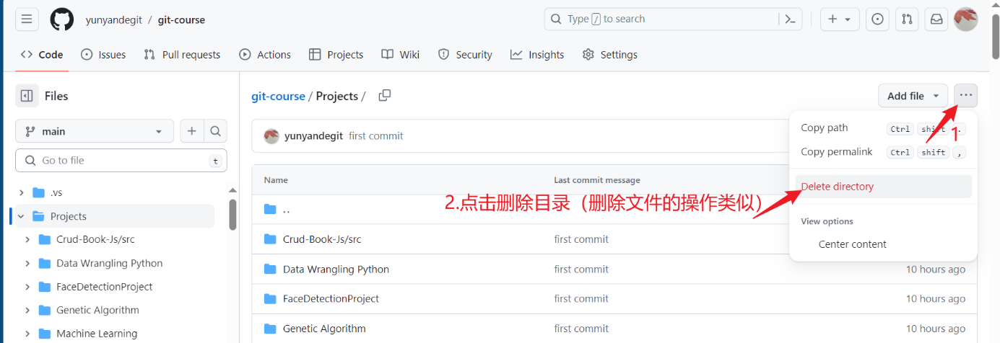 yunyandegit / git-course
Type / to search
Code Issues Pull requests Actions Projects Wiki Security Insights Settings
Files
git-course / Projects /
Add file
main
yunyandegit first commit
Go to file t
Copy path Ctrl shift .
1
Copy permalink Ctrl shift ,
Name Last commit message
Delete directory
2.点击删除目录（删除文件的操作类似）
View options
Center content
.vs
Projects
Crud-Book-Js/src
Data Wrangling Python
FaceDetectionProject
Genetic Algorithm
Machine Learning
..
Crud-Book-Js/src first commit
Data Wrangling Python first commit 10 hours ago
FaceDetectionProject first commit 10 hours ago
Genetic Algorithm first commit 10 hours ago